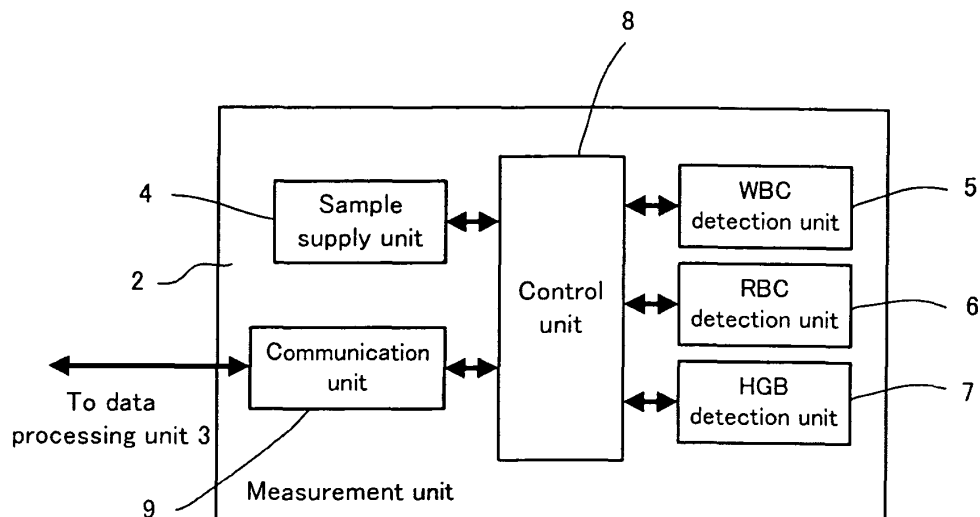 8
4
Sample
supply unit
WBC
detection unit
5
2
Control
unit
RBC
detection unit
6
Communication
unit
HGB
detection unit
7
To data
processing unit 3
9
Measurement unit